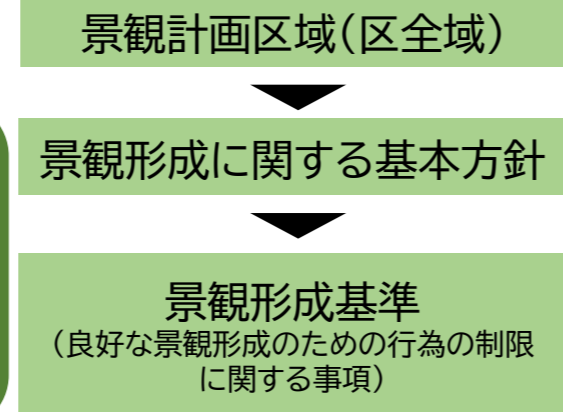 景観計画区域（区全域）
景観形成に関する基本方針
景観形成基準
（良好な景観形成のための行為の制限
に関する事項）